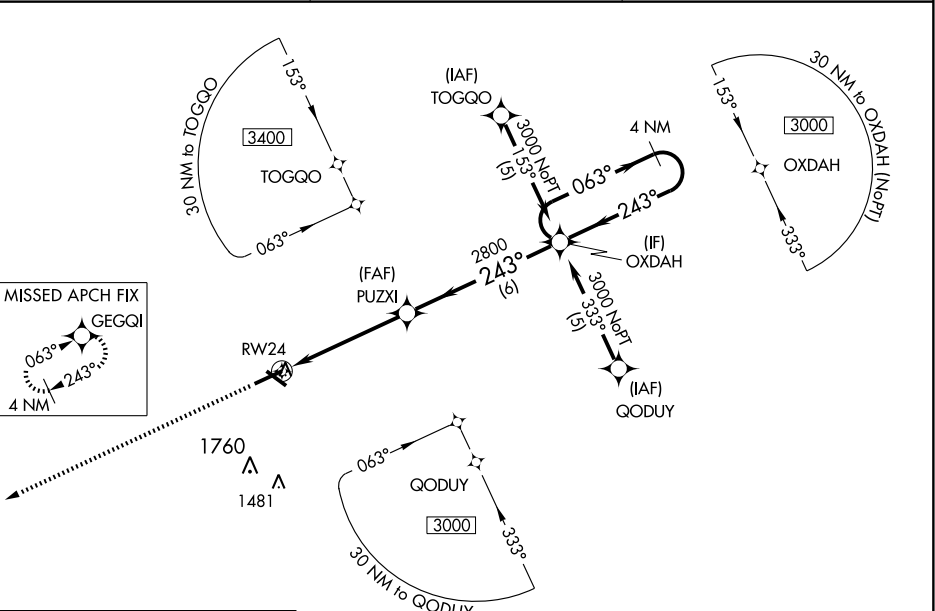 30 NM to TOGQO
153°
3400
TOGQO
063°
(IAF)
TOGQO
3000 NoPT
153°
(5)
4 NM
063°
243°
(IF)
OXDAH
30 NM to OXDAH (NoPT)
153°
3000
OXDAH
333°
2800
243°
(6)
(FAF)
PUZXI
3000 NoPT
333°
(5)
(IAF)
QODUY
MISSED APCH FIX
GEGQI
063°
243°
4 NM
RW24
1760
1481
063°
QODUY
3000
333°
30 NM to QODUY